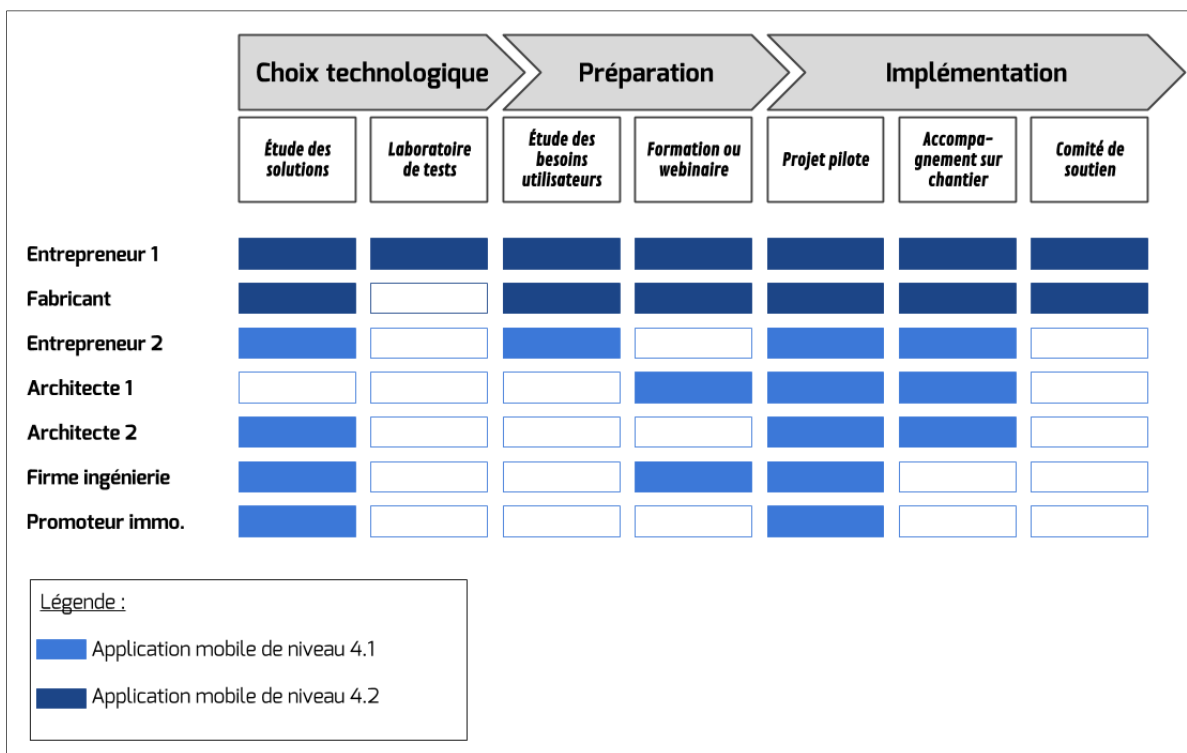 Choix technologique
Préparation
Implémentation
Étude des
solutions
Laboratoire
de tests
Étude des
besoins
utilisateurs
Formation ou
webinaire
Projet pilote
Accompa-
gnement sur
chantier
Comité de
soutien
Entrepreneur 1
Fabricant
Entrepreneur 2
Architecte 1
Architecte 2
Firme ingénierie
Promoteur immo.
Légende :
Application mobile de niveau 4.1
Application mobile de niveau 4.2